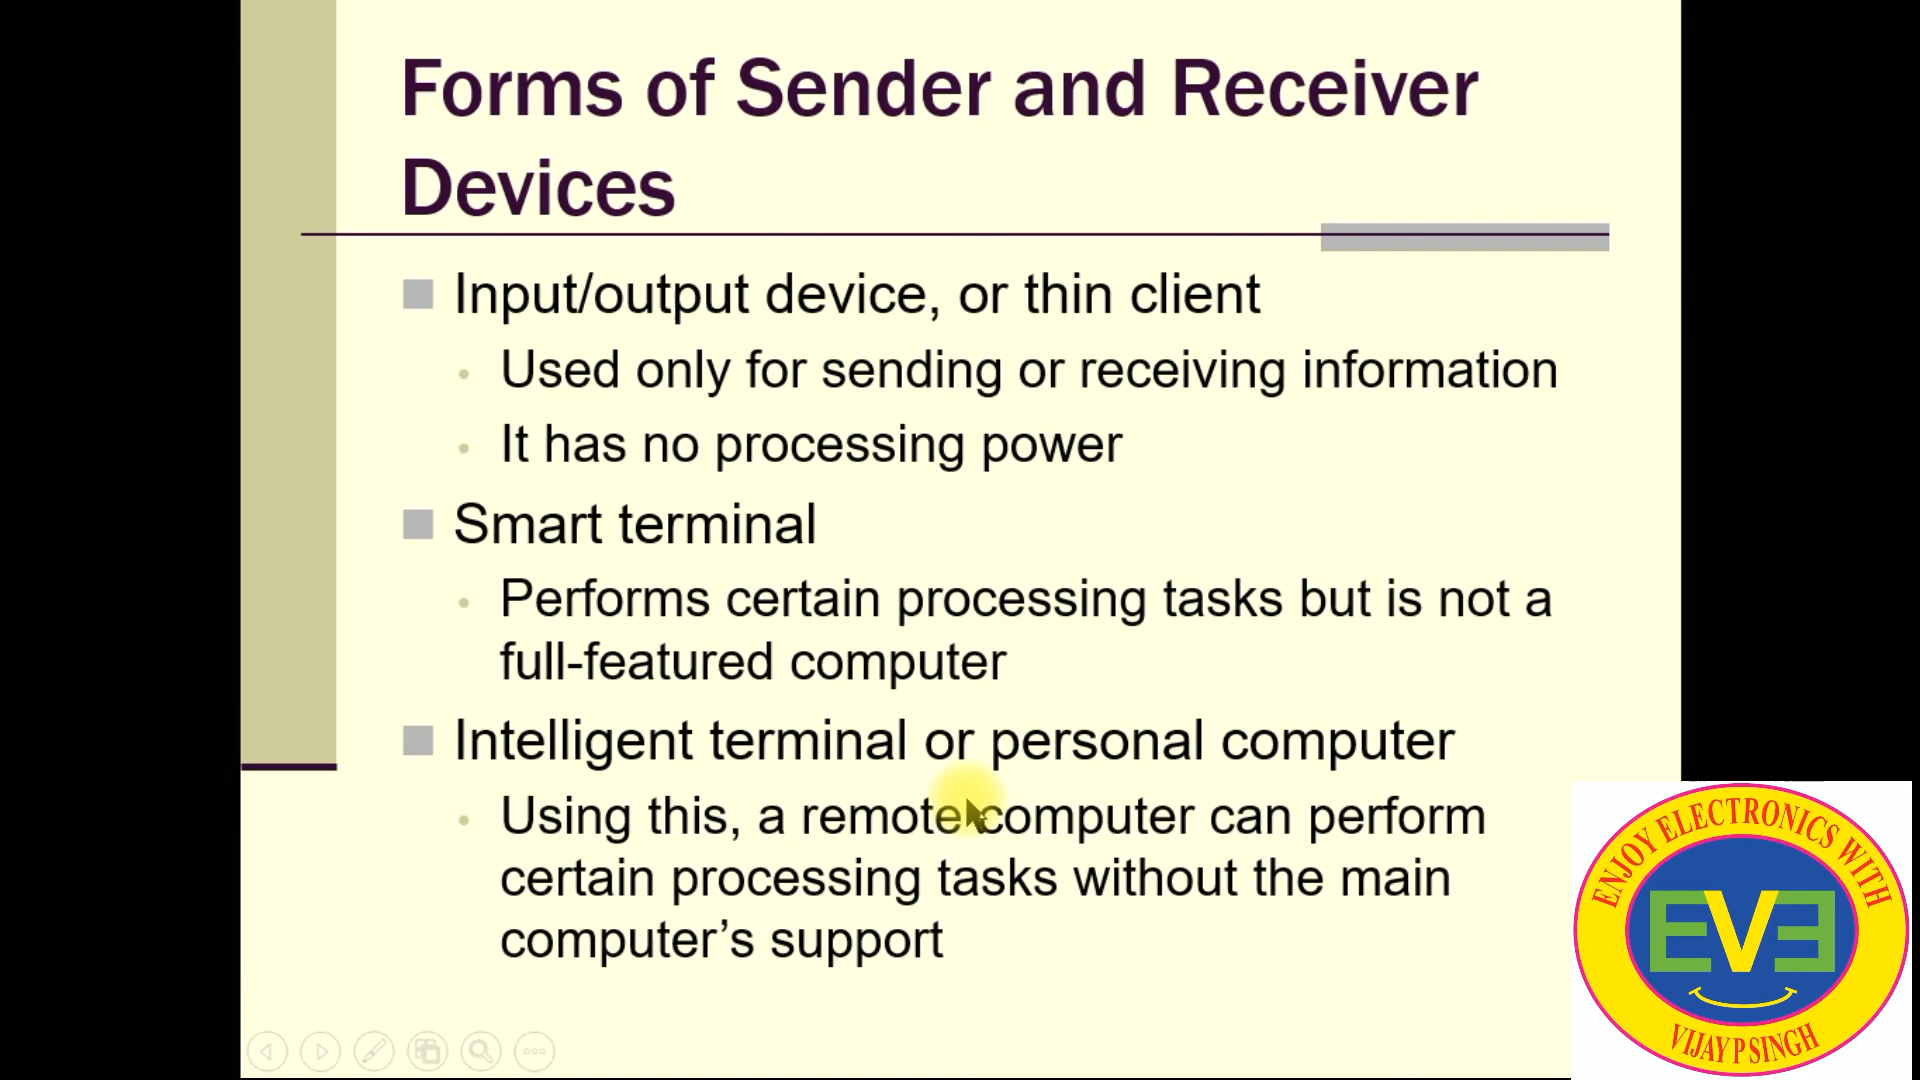 Forms of Sender and Receiver
Devices
Input/output device, or thin client
Used only for sending or receiving information
It has no processing power
Smart terminal
Performs certain processing tasks but is not a
full-featured computer
Intelligent terminal or personal computer
Using this, a remote computer can perform
certain processing tasks without the main
computer’s support
ENJOY ELECTRONICS WITH
EVE
VIJAY P SINGH